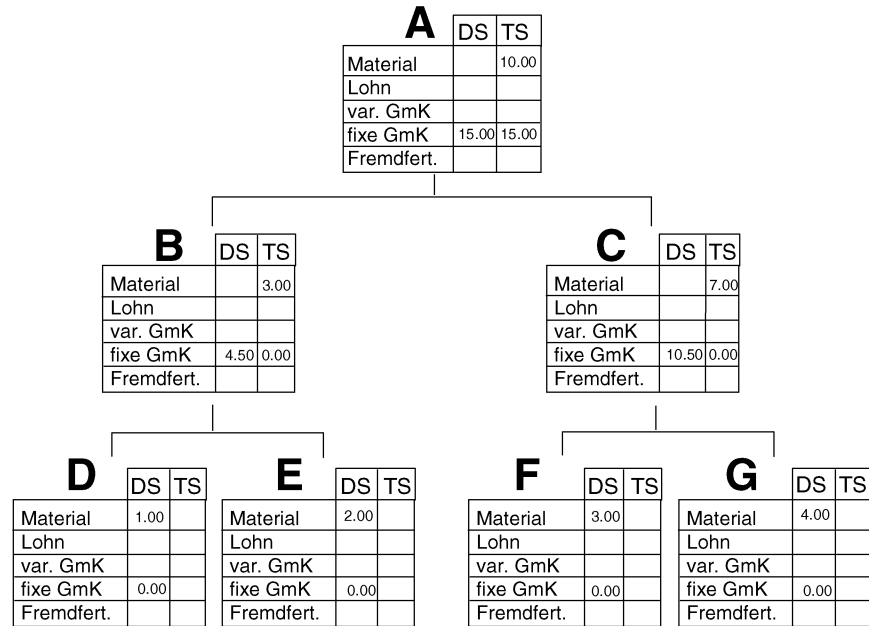 A DS TS
Material 10.00
Lohn
var. GmK
fixe GmK 15.00 15.00
Fremdfert.
B DS TS
Material 3.00
Lohn
var. GmK
fixe GmK 4.50 0.00
Fremdfert.
C DS TS
Material 7.00
Lohn
var. GmK
fixe GmK 10.50 0.00
Fremdfert.
D DS TS
Material 1.00
Lohn
var. GmK
fixe GmK 0.00
Fremdfert.
E DS TS
Material 2.00
Lohn
var. GmK
fixe GmK 0.00
Fremdfert.
F DS TS
Material 3.00
Lohn
var. GmK
fixe GmK 0.00
Fremdfert.
G DS TS
Material 4.00
Lohn
var. GmK
fixe GmK 0.00
Fremdfert.